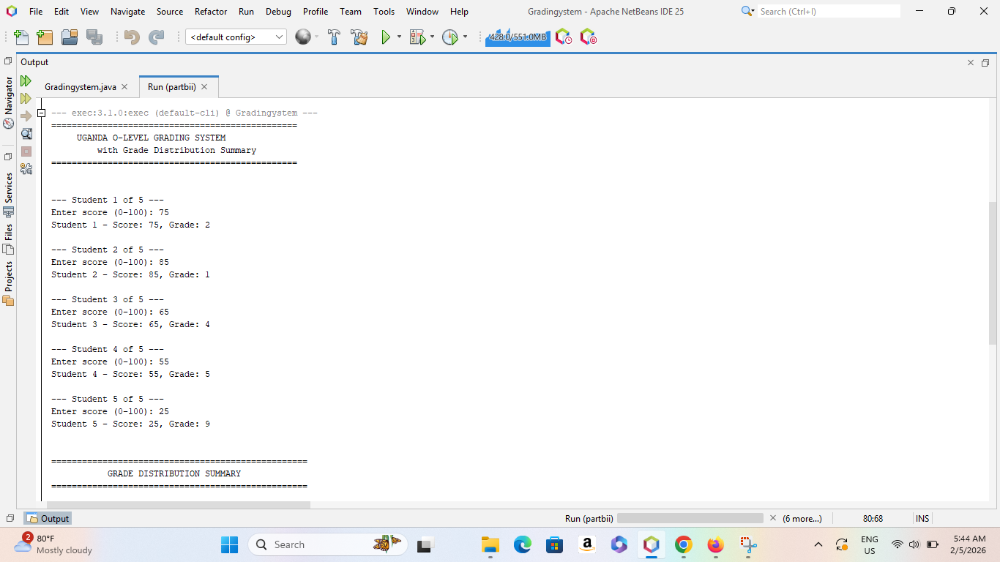 File Edit View Navigate Source Refactor Run Debug Profile Team Tools Window Help
Gradingystem - Apache NetBeans IDE 25
Search (Ctrl+I)
<default config>
428.0/551.0MB
Output
Gradingystem.java
Run (partbii)
Navigator
Services
Files
Projects
--- exec:3.1.0:exec (default-cli) @ Gradingystem ---
================================================
UGANDA O-LEVEL GRADING SYSTEM
with Grade Distribution Summary
================================================
--- Student 1 of 5 ---
Enter score (0-100): 75
Student 1 - Score: 75, Grade: 2
--- Student 2 of 5 ---
Enter score (0-100): 85
Student 2 - Score: 85, Grade: 1
--- Student 3 of 5 ---
Enter score (0-100): 65
Student 3 - Score: 65, Grade: 4
--- Student 4 of 5 ---
Enter score (0-100): 55
Student 4 - Score: 55, Grade: 5
--- Student 5 of 5 ---
Enter score (0-100): 25
Student 5 - Score: 25, Grade: 9
==================================================
GRADE DISTRIBUTION SUMMARY
==================================================
Output
Run (partbii)
(6 more...)
80:68
INS
2
80°F
Mostly cloudy
Search
a
ENG
US
5:44 AM
2/5/2026